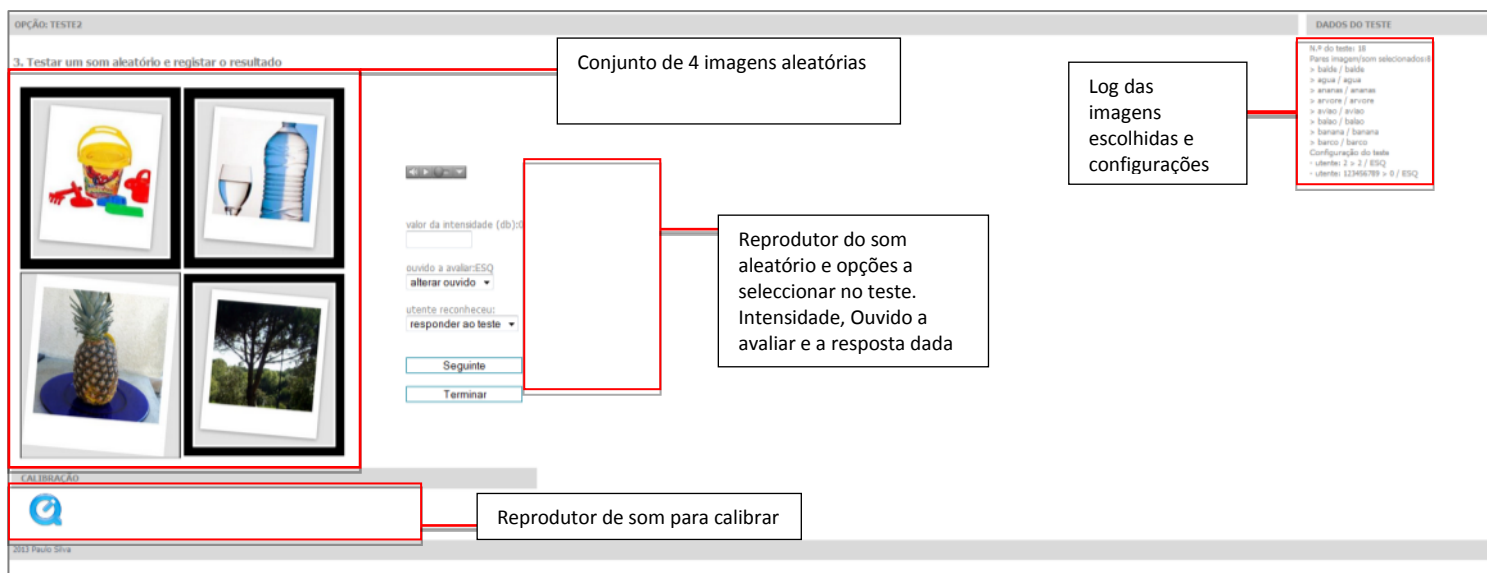 OPÇÃO: TESTE2
DADOS DO TESTE
3. Testar um som aleatório e registar o resultado
Conjunto de 4 imagens aleatórias
Log das
imagens
escolhidas e
configurações
N.º do teste: 18
Pares imagem/som selecionados:8
> balde / balde
> agua / agua
> ananas / ananas
> arvore / arvore
> aviao / aviao
> balao / balao
> banana / banana
> barco / barco
Configuração do teste
- utente: 2 > 2 / ESQ
- utente: 123456789 > 0 / ESQ
valor da intensidade (db):0
ouvido a avaliar:ESQ
alterar ouvido
utente reconheceu:
responder ao teste
Seguinte
Terminar
Reprodutor do som
aleatório e opções a
seleccionar no teste.
Intensidade, Ouvido a
avaliar e a resposta dada
CALIBRAÇÃO
Reprodutor de som para calibrar
2013 Paulo Silva